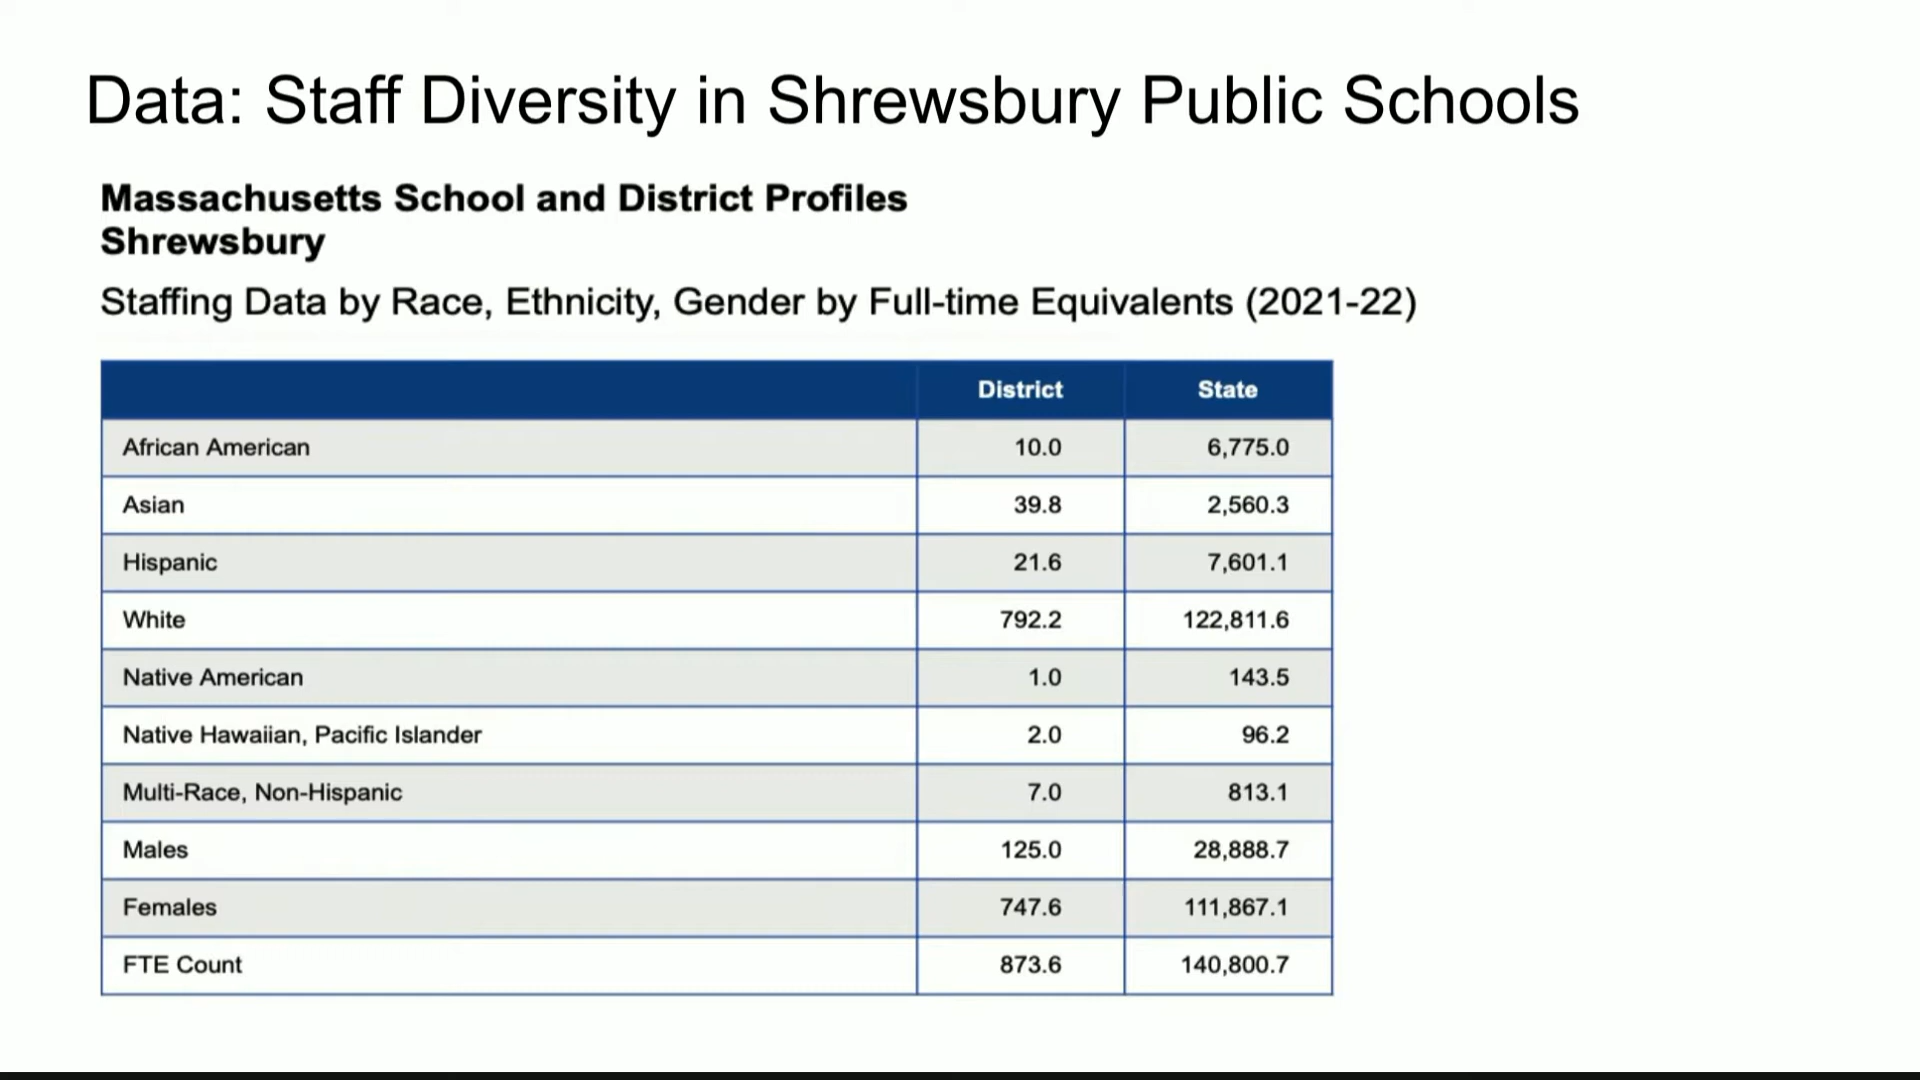 Data: Staff Diversity in Shrewsbury Public Schools
Massachusetts School and District Profiles
Shrewsbury
Staffing Data by Race, Ethnicity, Gender by Full-time Equivalents (2021-22)
District State
African American 10.0 6,775.0
Asian 39.8 2,560.3
Hispanic 21.6 7,601.1
White 792.2 122,811.6
Native American 1.0 143.5
Native Hawaiian, Pacific Islander 2.0 96.2
Multi-Race, Non-Hispanic 7.0 813.1
Males 125.0 28,888.7
Females 747.6 111,867.1
FTE Count 873.6 140,800.7